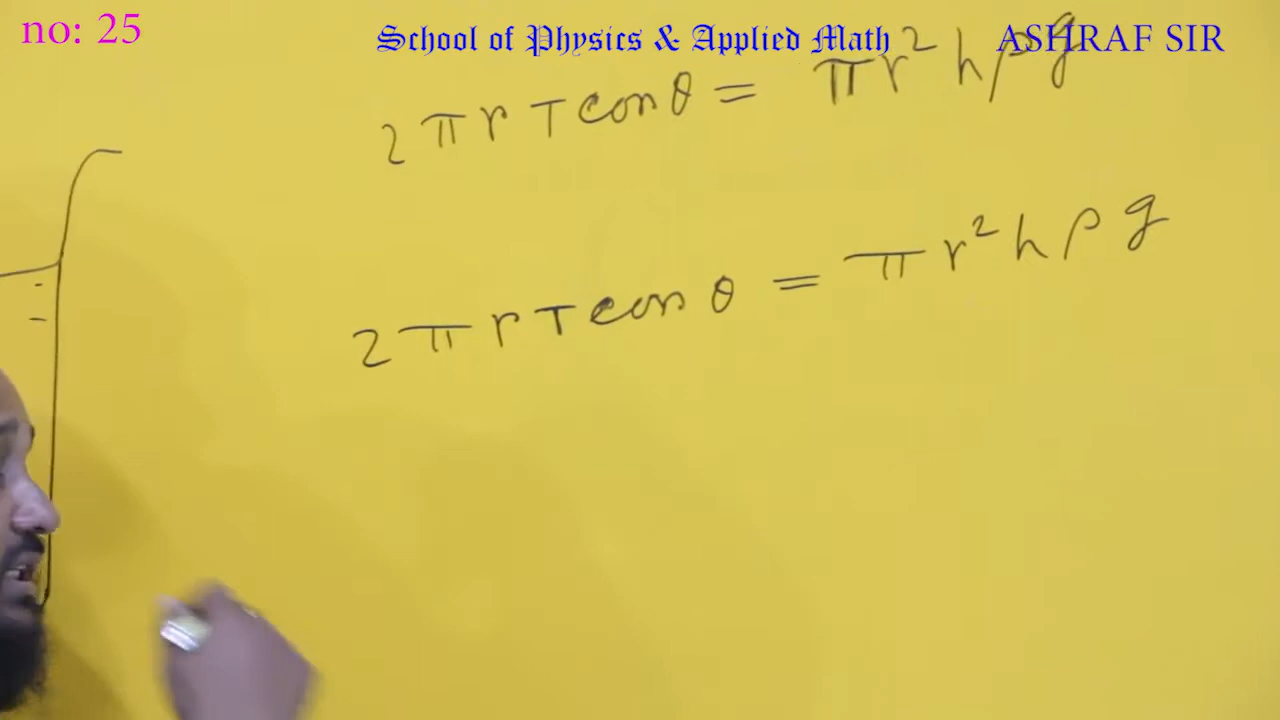 no: 25
School of Physics & Applied Math
ASHRAF SIR
2πrTcosθ = πr²hρg
2πrTcosθ = πr²hρg